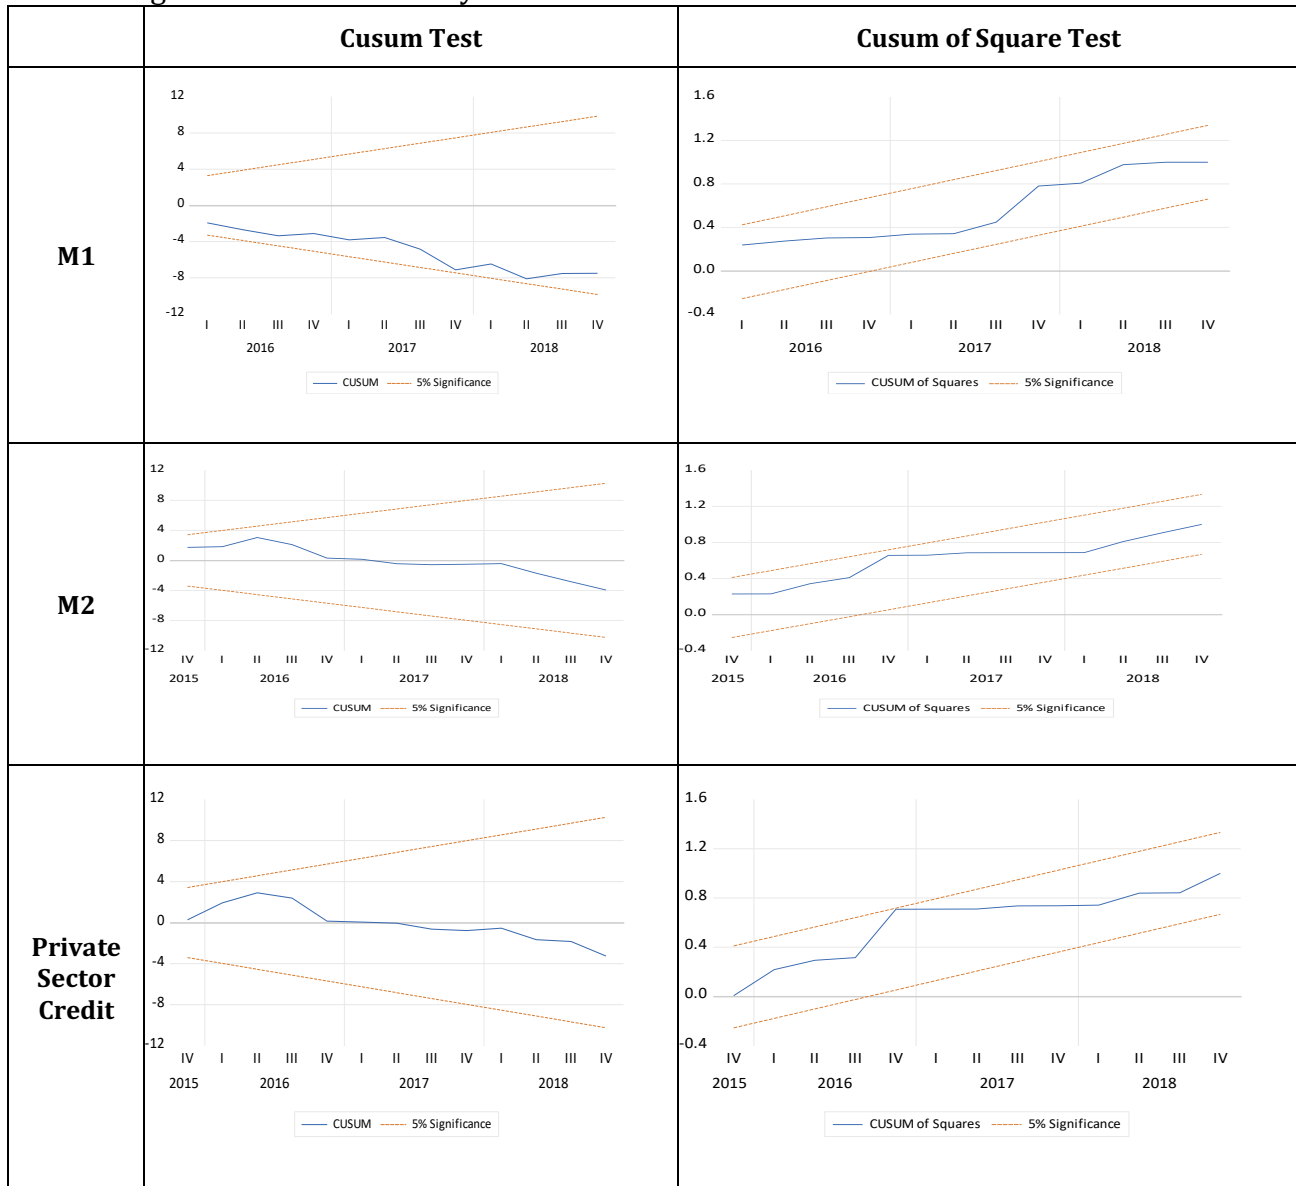 Cusum Test
Cusum of Square Test
M1
12
8
4
0
-4
-8
-12
I II III IV I II III IV I II III IV
2016 2017 2018
CUSUM 5% Significance
1.6
1.2
0.8
0.4
0.0
-0.4
I II III IV I II III IV I II III IV
2016 2017 2018
CUSUM of Squares 5% Significance
M2
12
8
4
0
-4
-8
-12
IV I II III IV I II III IV I II III IV
2015 2016 2017 2018
CUSUM 5% Significance
1.6
1.2
0.8
0.4
0.0
-0.4
IV I II III IV I II III IV I II III IV
2015 2016 2017 2018
CUSUM of Squares 5% Significance
Private
Sector
Credit
12
8
4
0
-4
-8
-12
IV I II III IV I II III IV I II III IV
2015 2016 2017 2018
CUSUM 5% Significance
1.6
1.2
0.8
0.4
0.0
-0.4
IV I II III IV I II III IV I II III IV
2015 2016 2017 2018
CUSUM of Squares 5% Significance